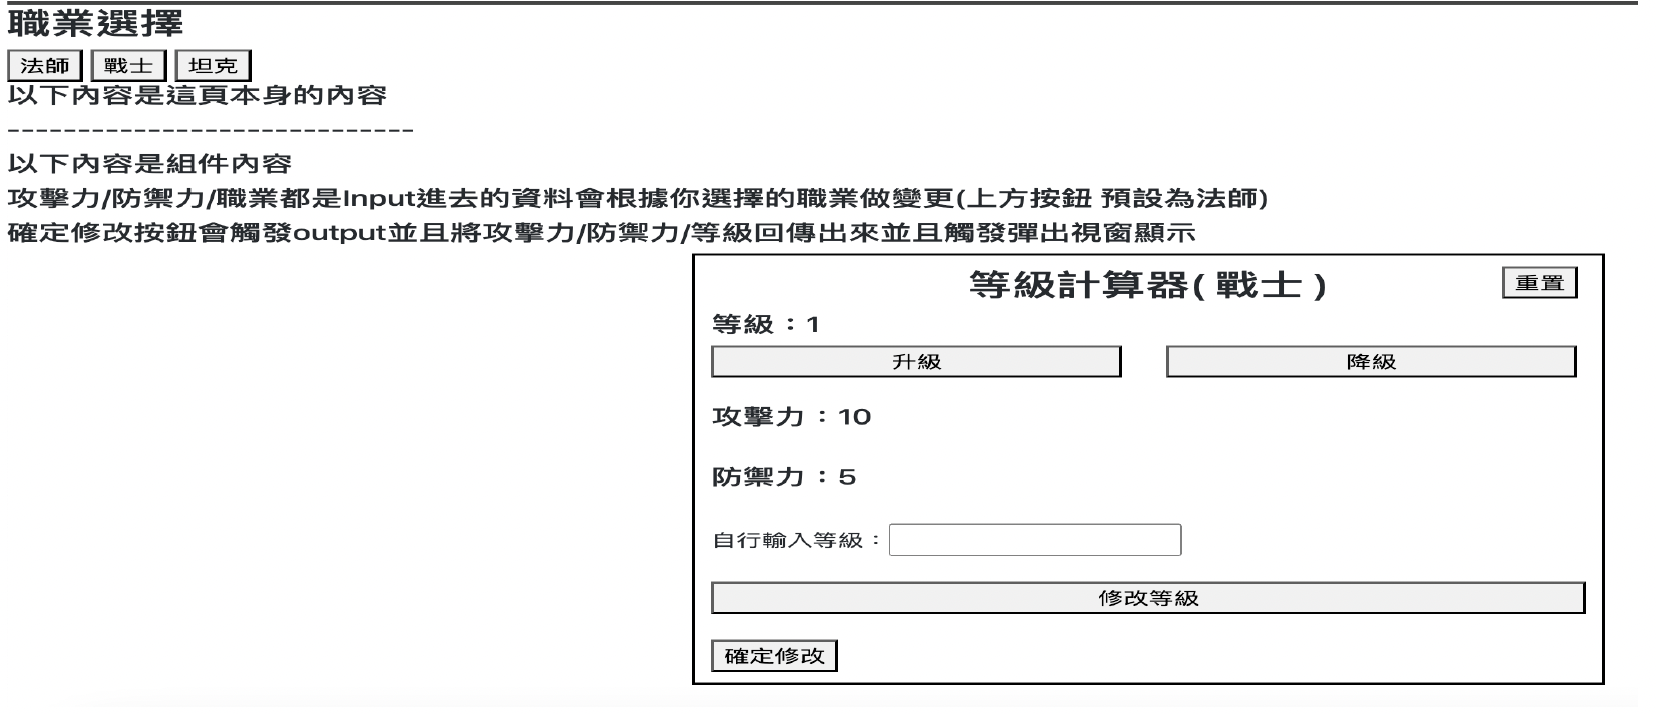 職業選擇
法師 戰士 坦克
以下內容是這頁本身的內容
-----------------------------
以下內容是組件內容
攻擊力/防禦力/職業都是Input進去的資料會根據你選擇的職業做變更(上方按鈕 預設為法師)
確定修改按鈕會觸發output並且將攻擊力/防禦力/等級回傳出來並且觸發彈出視窗顯示
等級計算器( 戰士 ) 重置
等級：1
升級 降級
攻擊力：10
防禦力：5
自行輸入等級：
修改等級
確定修改